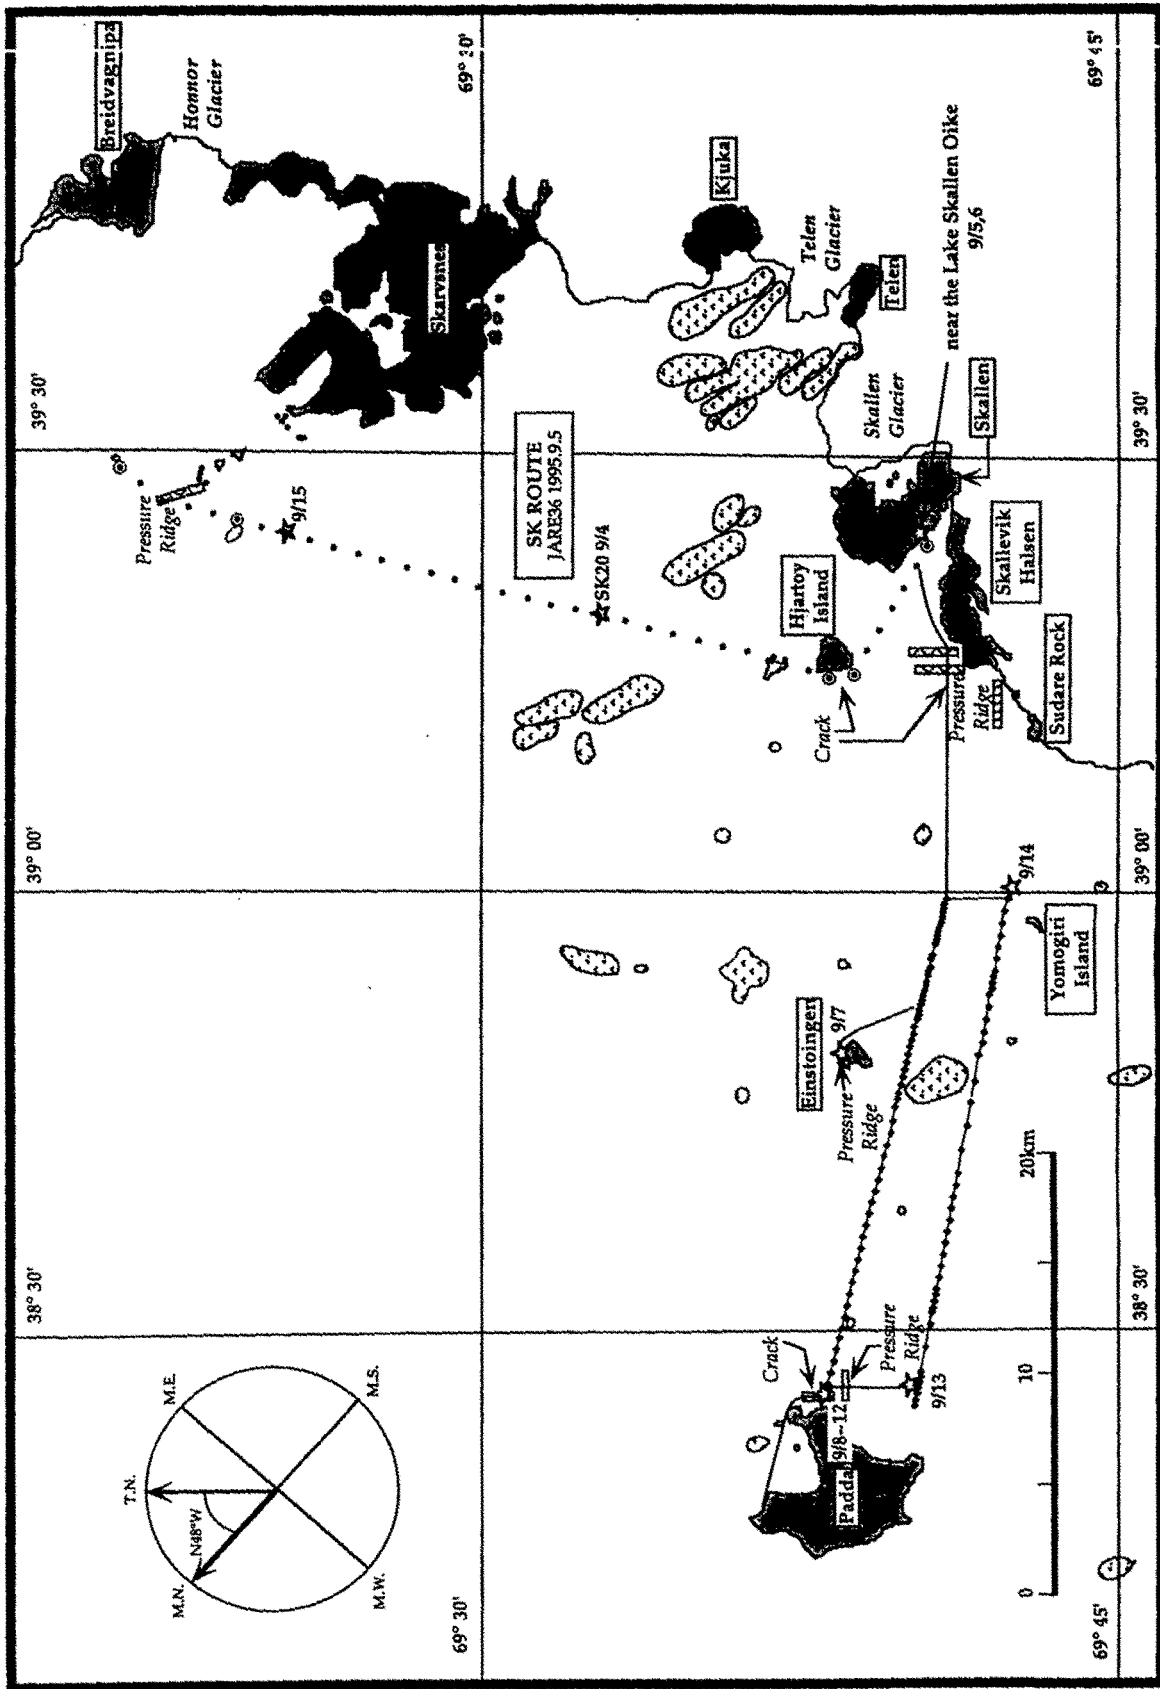 T.N.
M.N.
M.E.
N48°W
M.W.
M.S.
38° 30'
39° 00'
39° 30'
69° 30'
69° 30'
Breidvagnipa
Honnor
Glacier
Pressure
Ridge
9/15
Skarvsnes
SK ROUTE
JARE36 1995.9.5
SK20 9/4
Kjuka
Telen
Glacier
Telen
Hjartoy
Island
Skallen
Glacier
near the Lake Skallen Oike
9/5,6
Skallen
Crack
Skallevik
Halsen
Pressure
Ridge
Sudare Rock
Einstoingen
9/7
Pressure
Ridge
9/14
Yomogiri
Island
Crack
Padda
9/8~12
Pressure
Ridge
9/13
0
10
20km
69° 45'
69° 45'
38° 30'
39° 00'
39° 30'